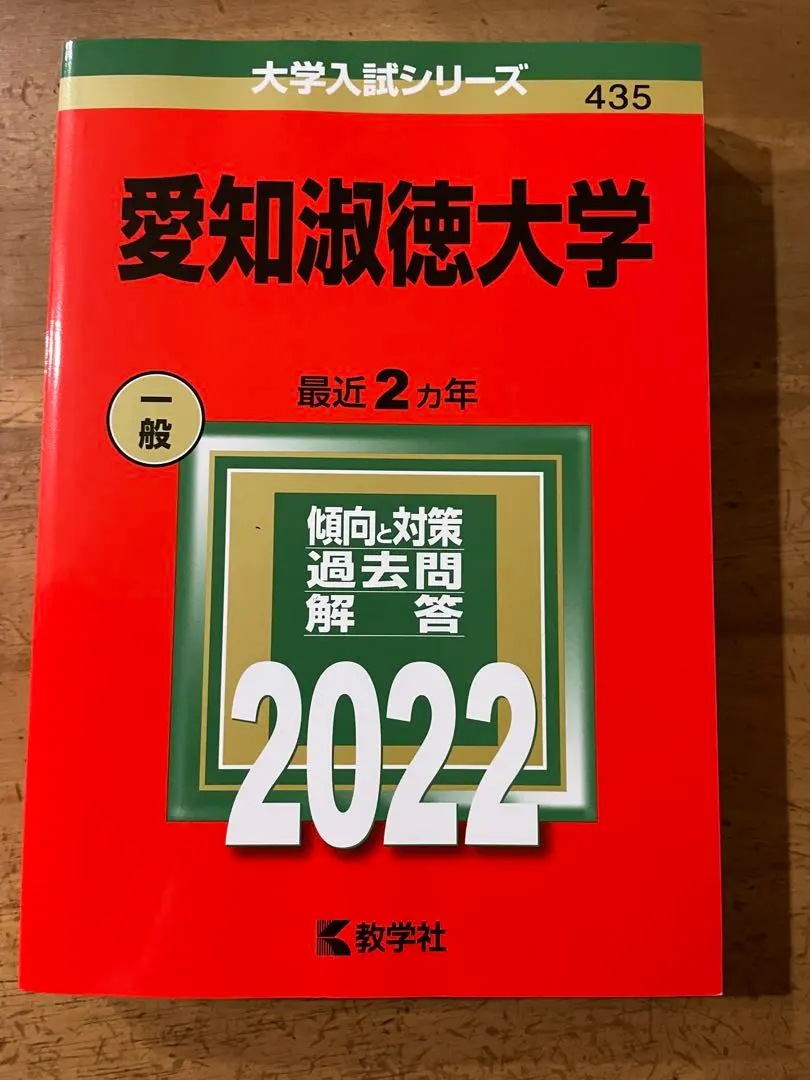 大学入試シリーズ
435
愛知淑徳大学
最近2カ年
一般
傾向と対策
過去問
解答
2022
教学社